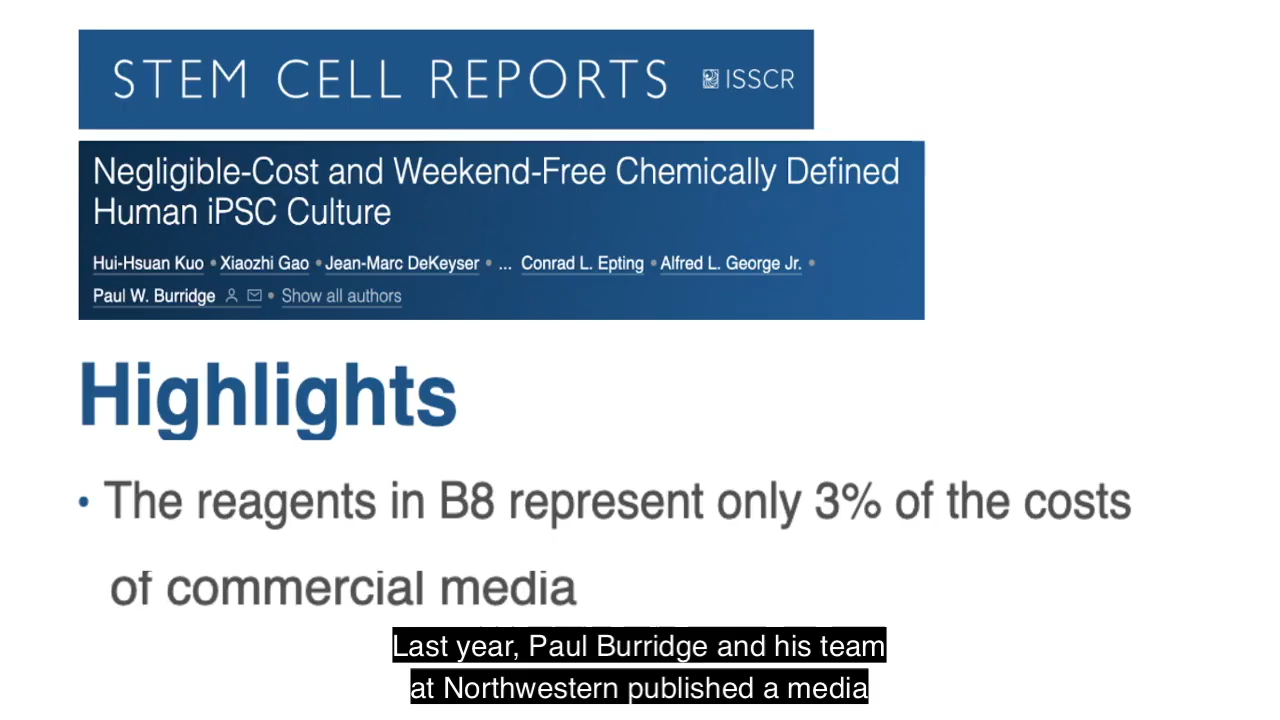 STEM CELL REPORTS ISSCR
Negligible-Cost and Weekend-Free Chemically Defined
Human iPSC Culture
Hui-Hsuan Kuo • Xiaozhi Gao • Jean-Marc DeKeyser • ... Conrad L. Epting • Alfred L. George Jr. •
Paul W. Burridge • Show all authors
Highlights
• The reagents in B8 represent only 3% of the costs
of commercial media
Last year, Paul Burridge and his team
at Northwestern published a media